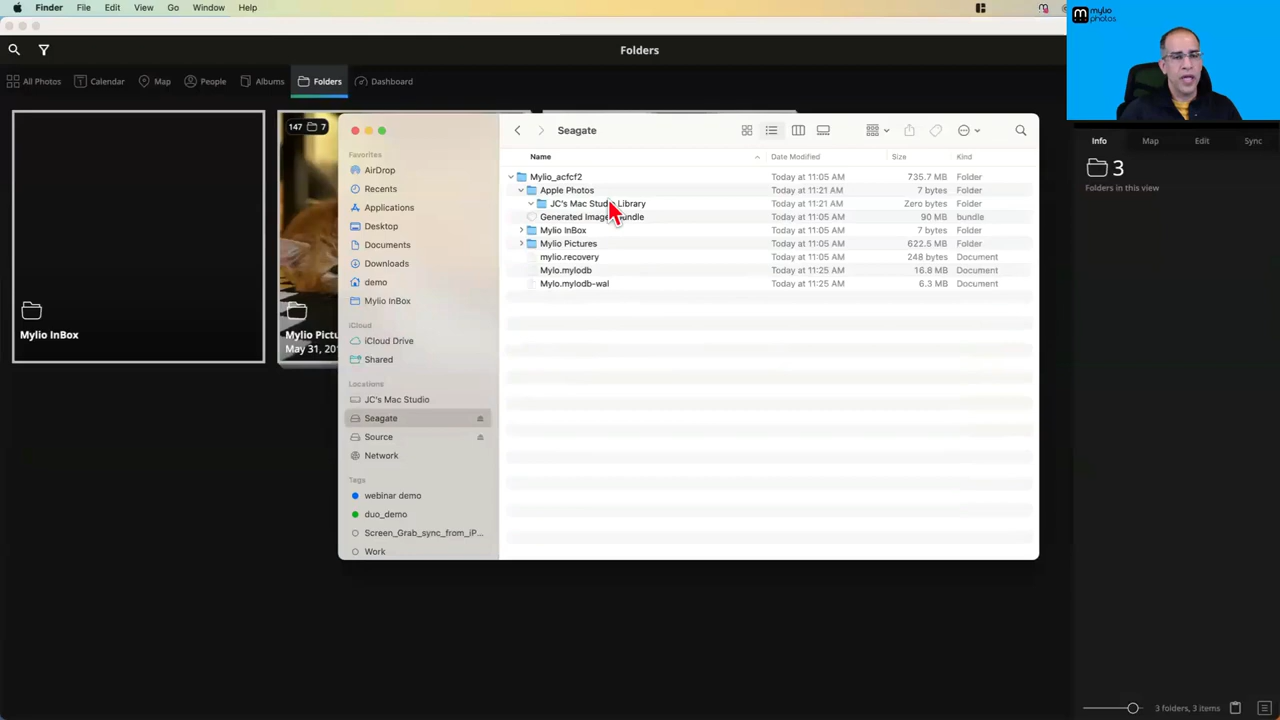 Finder File Edit View Go Window Help
mylio
photos
Folders
All Photos Calendar Map People Albums Folders Dashboard
147 7
Mylio InBox
Mylio Pictu
May 31, 20
Seagate
Favorites
AirDrop
Recents
Applications
Desktop
Documents
Downloads
demo
Mylio InBox
iCloud
iCloud Drive
Shared
Locations
JC's Mac Studio
Seagate
Source
Network
Tags
webinar demo
duo_demo
Screen_Grab_sync_from_iP...
Work
Name Date Modified Size Kind
Mylio_acfcf2 Today at 11:05 AM 735.7 MB Folder
Apple Photos Today at 11:21 AM 7 bytes Folder
JC's Mac Studio Library Today at 11:21 AM Zero bytes Folder
Generated Images.bundle Today at 11:05 AM 90 MB bundle
Mylio InBox Today at 11:05 AM 7 bytes Folder
Mylio Pictures Today at 11:05 AM 622.5 MB Folder
mylio.recovery Today at 11:05 AM 248 bytes Document
Mylo.mylodb Today at 11:25 AM 16.8 MB Document
Mylo.mylodb-wal Today at 11:25 AM 6.3 MB Document
Info Map Edit Sync
3
Folders in this view
3 folders, 3 items